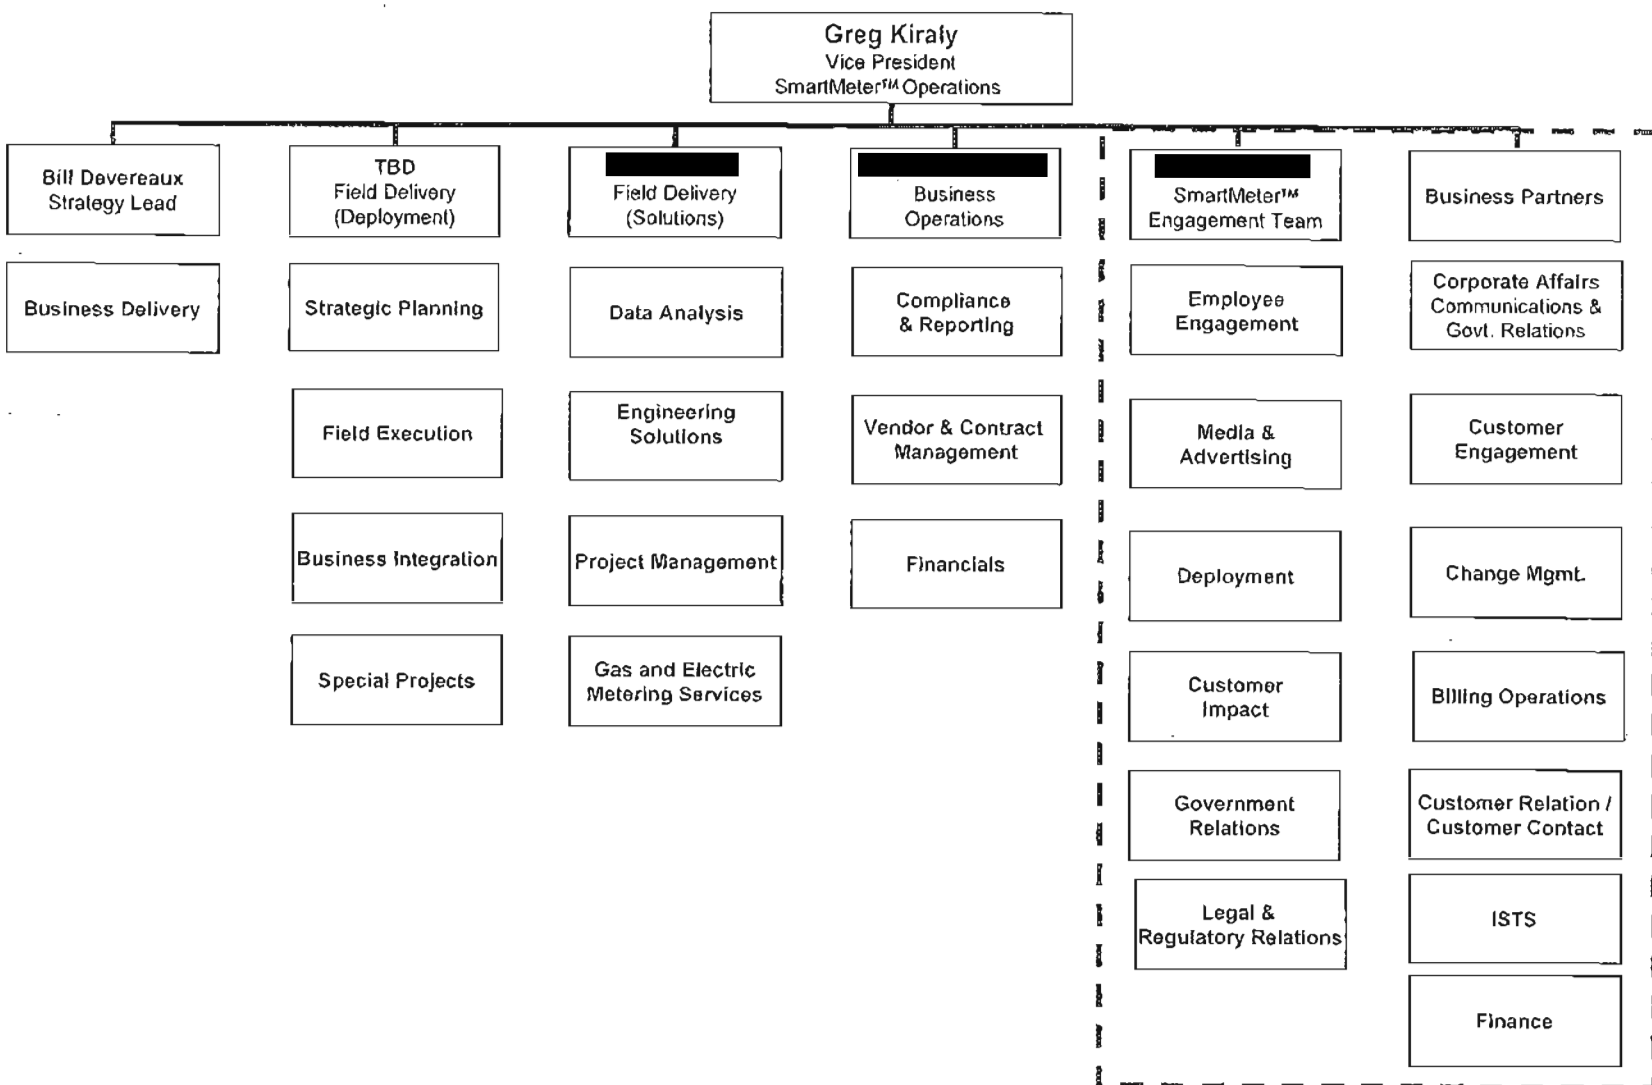 Greg Kiraly
Vice President
SmartMeter™ Operations
Bill Devereaux
Strategy Lead
TBD
Field Delivery
(Deployment)
Field Delivery
(Solutions)
Business
Operations
SmartMeter™
Engagement Team
Business Partners
Business Delivery
Strategic Planning
Data Analysis
Compliance
& Reporting
Employee
Engagement
Corporate Affairs
Communications &
Govt. Relations
Field Execution
Engineering
Solutions
Vendor & Contract
Management
Media &
Advertising
Customer
Engagement
Business Integration
Project Management
Financials
Deployment
Change Mgmt.
Special Projects
Gas and Electric
Metering Services
Customer
Impact
Billing Operations
Government
Relations
Customer Relation /
Customer Contact
Legal &
Regulatory Relations
ISTS
Finance